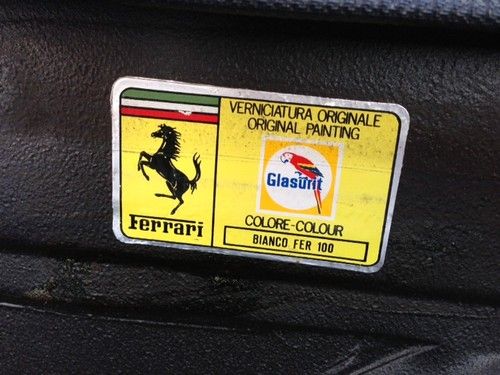 VERNICIATURA ORIGINALE
ORIGINAL PAINTING
Glasurit
COLORE-COLOUR
BIANCO FER 100
Ferrari